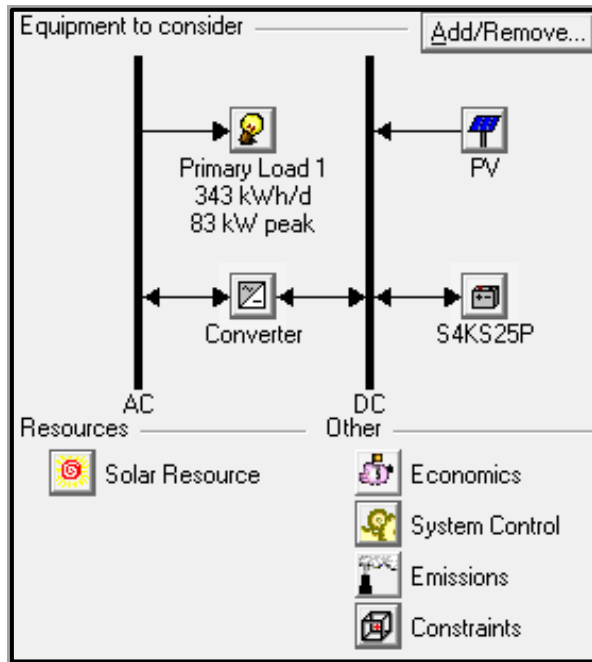 Equipment to consider
Add/Remove...
Primary Load 1
343 kWh/d
83 kW peak
PV
Converter
S4KS25P
AC
DC
Resources
Other
Solar Resource
Economics
System Control
Emissions
Constraints